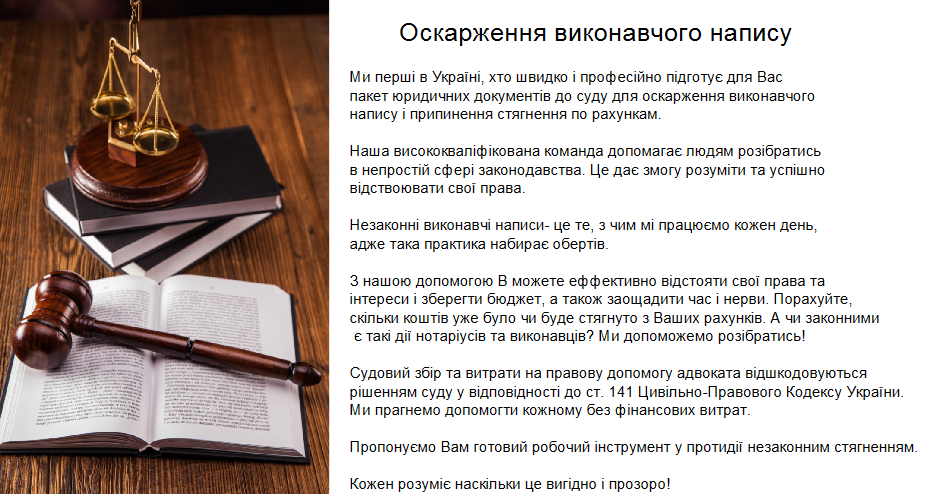 Оскарження виконавчого напису
Ми перші в Україні, хто швидко і професійно підготує для Вас
пакет юридичних документів до суду для оскарження виконавчого
напису і припинення стягнення по рахункам.
Наша висококваліфікована команда допомагає людям розібратись
в непростій сфері законодавства. Це дає змогу розуміти та успішно
відствоювати свої права.
Незаконні виконавчі написи- це те, з чим мі працюємо кожен день,
адже така практика набирає обертів.
З нашою допомогою В можете еффективно відстояти свої права та
інтереси і зберегти бюджет, а також заощадити час і нерви. Порахуйте,
скільки коштів уже було чи буде стягнуто з Ваших рахунків. А чи законними
є такі дії нотаріусів та виконавців? Ми допоможемо розібратись!
Судовий збір та витрати на правову допомогу адвоката відшкодовуються
рішенням суду у відповідності до ст. 141 Цивільно-Правового Кодексу України.
Ми прагнемо допомогти кожному без фінансових витрат.
Пропонуємо Вам готовий робочий інструмент у протидії незаконним стягненням.
Кожен розуміє наскільки це вигідно і прозоро!